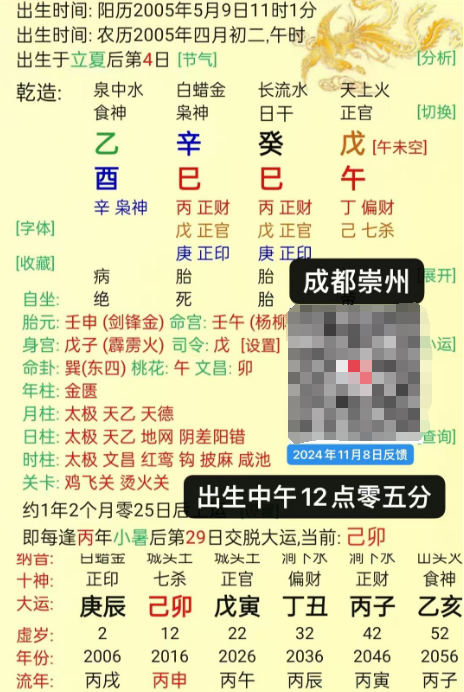 出生时间: 阳历2005年5月9日11时1分
出生时间: 农历2005年四月初二,午时
出生于立夏后第4日 [节气] [分析]
乾造: 泉中水 白蜡金 长流水 天上火
食神 枭神 日干 正官 [切换]
乙 辛 癸 戊 [午未空]
酉 巳 巳 午
辛 枭神 丙 正财 丙 正财 丁 偏财
[字体] 戊 正官 戊 正官 己 七杀
庚 正印 庚 正印
[收藏]
病 胎 胎 展开]
成都崇州
自坐: 绝 死 胎
胎元: 壬申 (剑锋金) 命宫: 壬午 (杨柳
身宫: 戊子 (霹雳火) 司令: 戊 [设置] 小运]
命卦: 巽(东四) 桃花: 午 文昌: 卯
年柱: 金匮
月柱: 太极 天乙 天德
日柱: 太极 天乙 地网 阴差阳错 查询]
时柱: 太极 文昌 红鸾 钩 披麻 咸池
2024年11月8日反馈
关卡: 鸡飞关 烫火关
出生中午12点零五分
约1年2个月零25日后
即每逢丙年小暑后第29日交脱大运,当前: 己卯
纳音: 白蜡金 城头土 城头土 涧下水 涧下水 山头火
十神: 正印 七杀 正官 偏财 正财 食神
大运: 庚辰 己卯 戊寅 丁丑 丙子 乙亥
虚岁: 2 12 22 32 42 52
年份: 2006 2016 2026 2036 2046 2056
流年: 丙戌 丙申 丙午 丙辰 丙寅 丙子